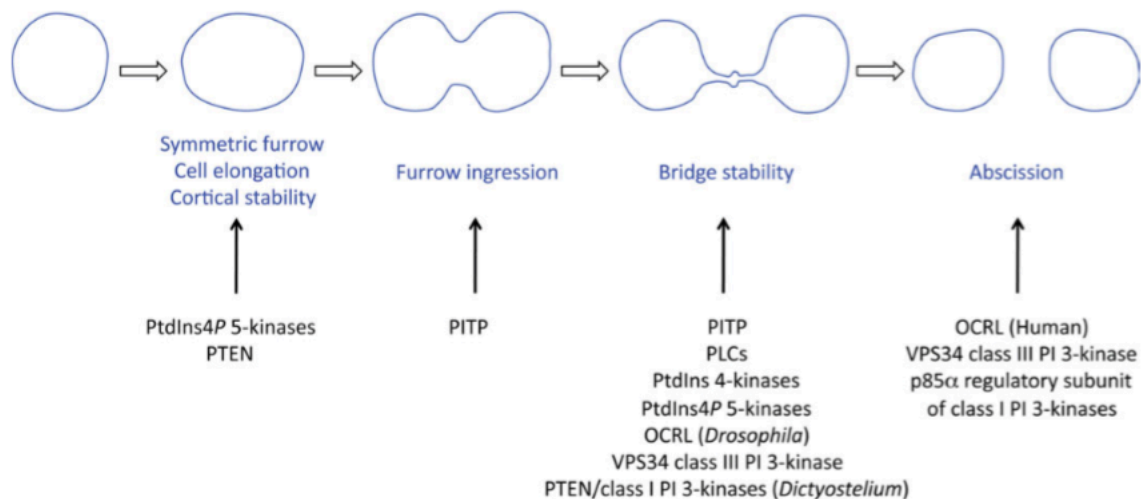 Symmetric furrow
Cell elongation
Cortical stability
Furrow ingression
Bridge stability
Abscission
PtdIns4P 5-kinases
PTEN
PITP
PITP
PLCs
PtdIns 4-kinases
PtdIns4P 5-kinases
OCRL (Drosophila)
VPS34 class III PI 3-kinase
PTEN/class I PI 3-kinases (Dictyostelium)
OCRL (Human)
VPS34 class III PI 3-kinase
p85α regulatory subunit
of class I PI 3-kinases